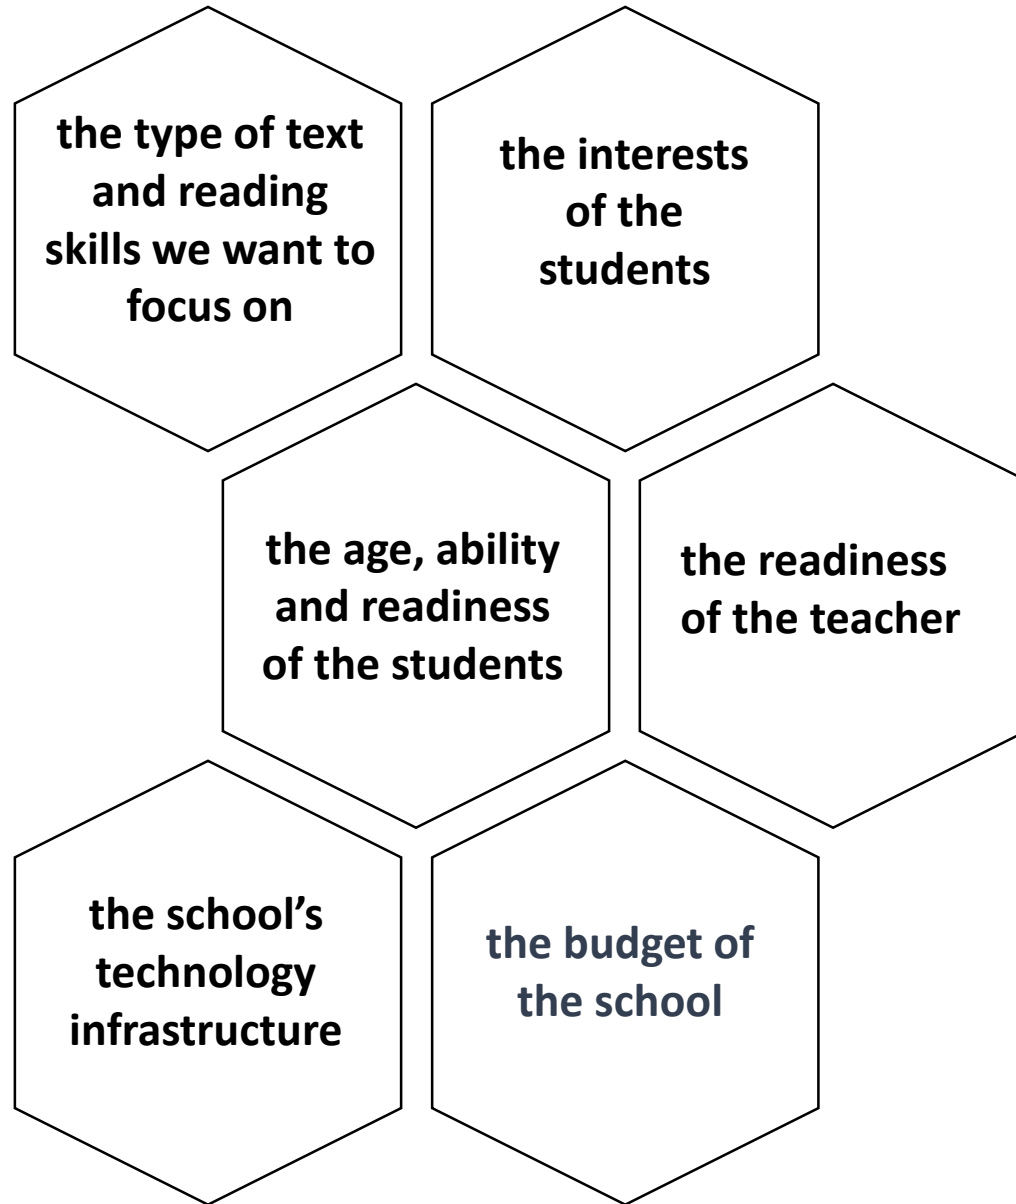 the type of text
and reading
skills we want to
focus on
the interests
of the
students
the age, ability
and readiness
of the students
the readiness
of the teacher
the school’s
technology
infrastructure
the budget of
the school